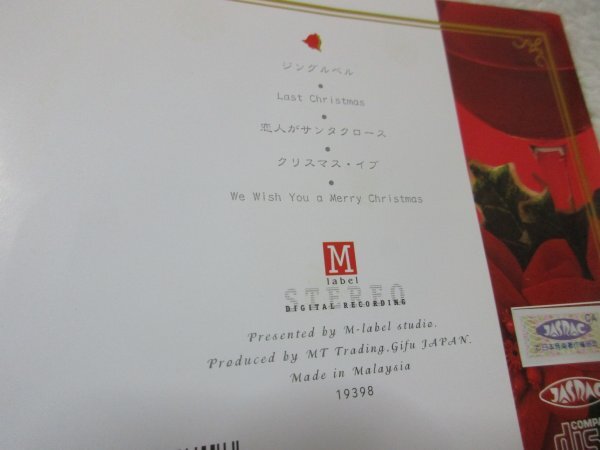 ジングルベル
Last Christmas
恋人がサンタクロース
クリスマス・イブ
We Wish You a Merry Christmas
M
label
STEREO
DIGITAL RECORDING
Presented by M-label studio.
Produced by MT Trading,Gifu JAPAN.
Made in Malaysia
19398
JASRAC
JASRAC
COMPA
disc